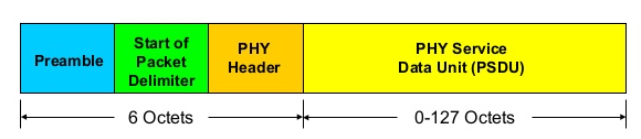 Preamble
Start of
Packet
Delimiter
PHY
Header
PHY Service
Data Unit (PSDU)
6 Octets
0-127 Octets